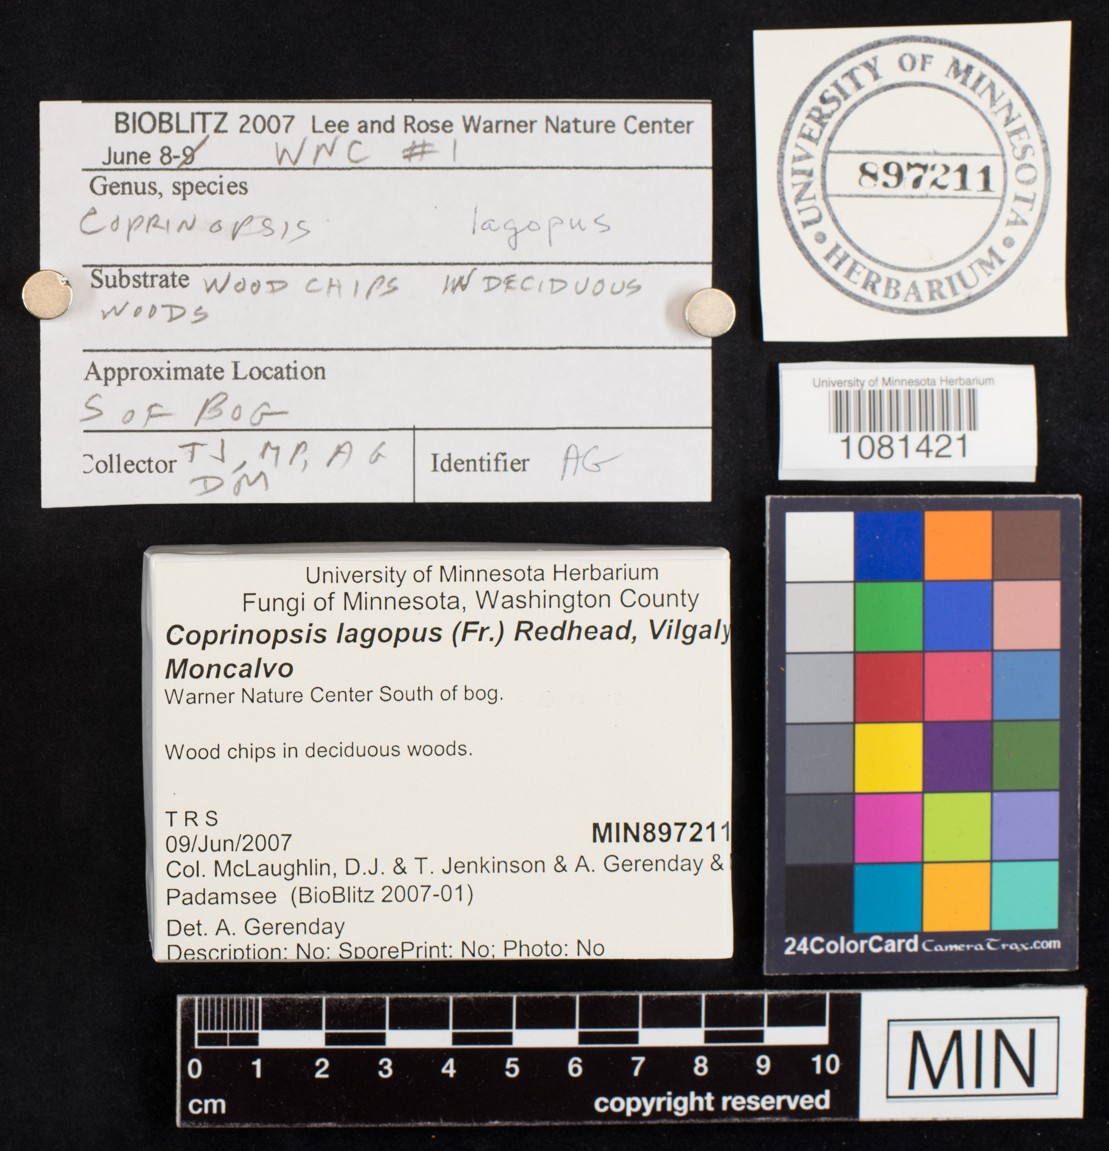 BIOBLITZ 2007 Lee and Rose Warner Nature Center
June 8-9 WNC #1
Genus, species
COPRINOPSIS lagopus
Substrate WOOD CHIPS IN DECIDUOUS
WOODS
Approximate Location
S OF BOG
Collector TJ, MP, AG
DM
Identifier AG
UNIVERSITY OF MINNESOTA
897211
• HERBARIUM •
University of Minnesota Herbarium
1081421
University of Minnesota Herbarium
Fungi of Minnesota, Washington County
Coprinopsis lagopus (Fr.) Redhead, Vilgaly
Moncalvo
Warner Nature Center South of bog.
Wood chips in deciduous woods.
T R S
09/Jun/2007
MIN897211
Col. McLaughlin, D.J. & T. Jenkinson & A. Gerenday &
Padamsee (BioBlitz 2007-01)
Det. A. Gerenday
Description: No; SporePrint: No; Photo: No
24ColorCard CameraTrax.com
0 1 2 3 4 5 6 7 8 9 10
cm
copyright reserved
MIN